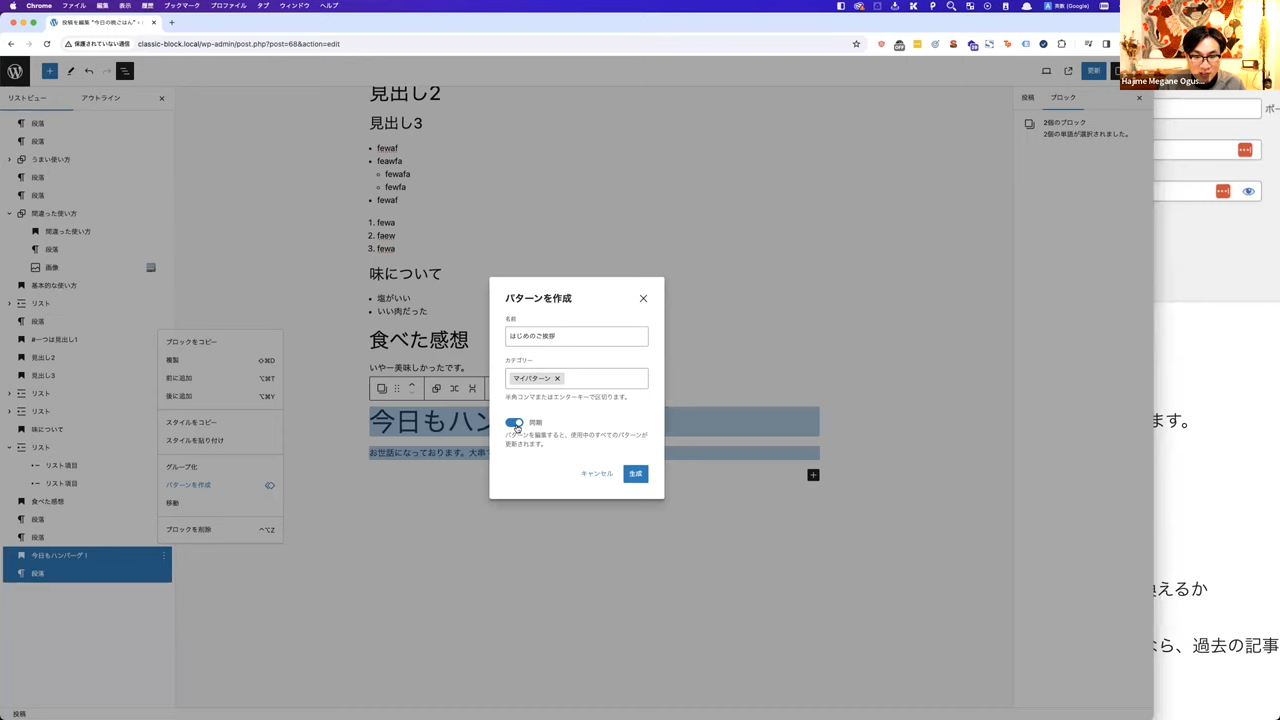 Chrome ファイル 編集 表示 履歴 ブックマーク プロファイル タブ ウィンドウ ヘルプ
英数 (Google)
投稿を編集 "今日の晩ごはん" ‹
保護されていない通信 classic-block.local/wp-admin/post.php?post=68&action=edit
更新
Hajime Megane Ogus...
リストビュー アウトライン
段落
段落
うまい使い方
段落
段落
間違った使い方
間違った使い方
段落
画像
基本的な使い方
リスト
段落
#一つは見出し1
見出し2
見出し3
リスト
リスト
味について
リスト
リスト項目
リスト項目
食べた感想
段落
段落
今日もハンバーグ!
段落
ブロックをコピー
複製 ⇧⌘D
前に追加 ⌥⌘T
後に追加 ⌥⌘Y
スタイルをコピー
スタイルを貼り付け
グループ化
パターンを作成
移動
ブロックを削除 ⌃⌥Z
見出し2
見出し3
• fewaf
• feawfa
fewafa
fewfa
• fewaf
1. fewa
2. faew
3. fewa
味について
• 塩がいい
• いい肉だった
食べた感想
いやー美味しかったです。
今日もハン
お世話になっております。大串
パターンを作成
名前
はじめのご挨拶
カテゴリー
マイパターン
半角コンマまたはエンターキーで区切ります。
同期
パターンを編集すると、使用中のすべてのパターンが
更新されます。
キャンセル 生成
投稿 ブロック
2個のブロック
2個の単語が選択されました。
ポー
ます。
換えるか
なら、過去の記事
投稿